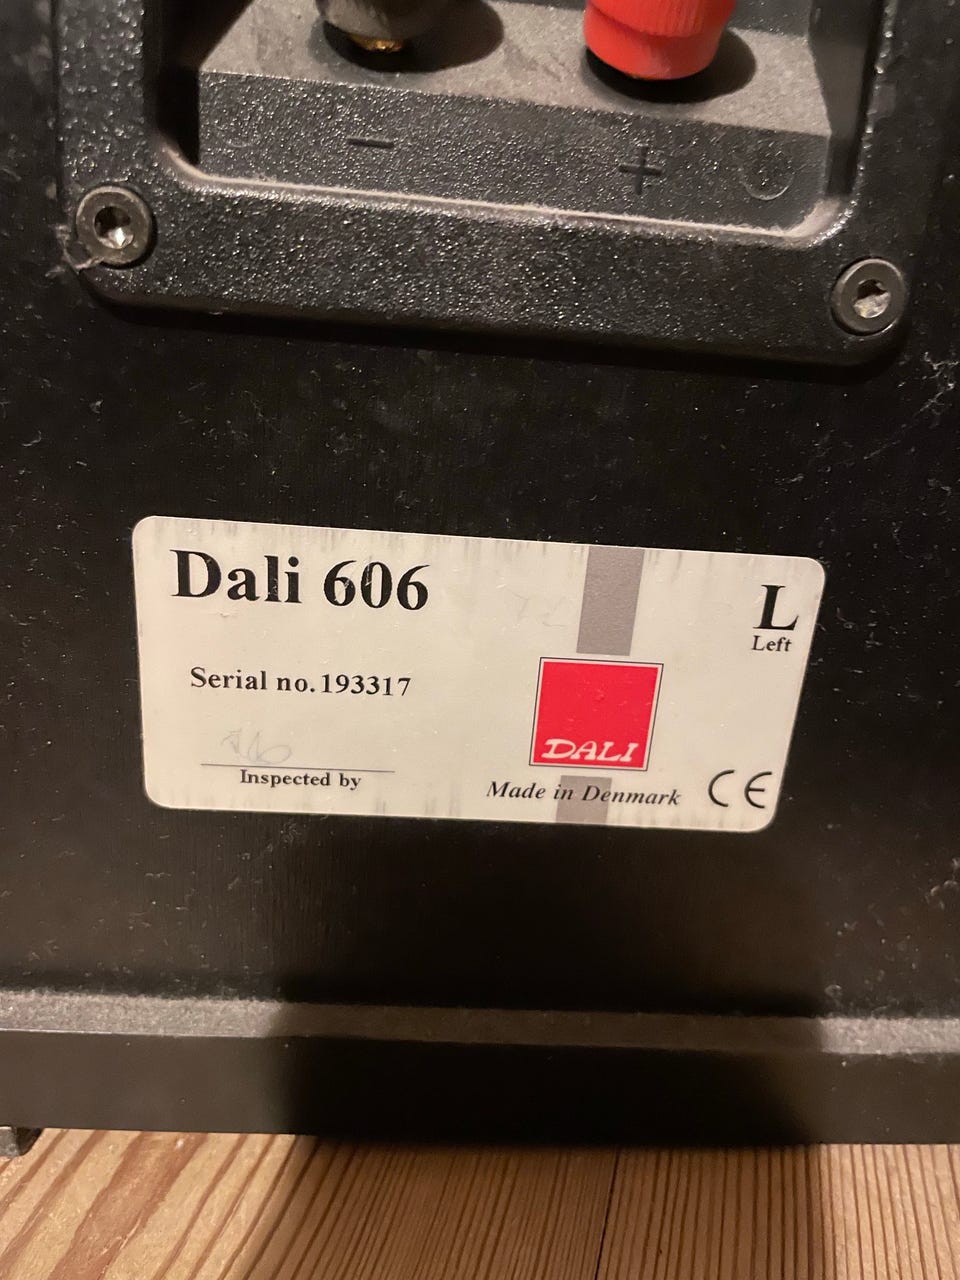 − +
Dali 606
L
Left
Serial no. 193317
DALI
Inspected by
Made in Denmark CE